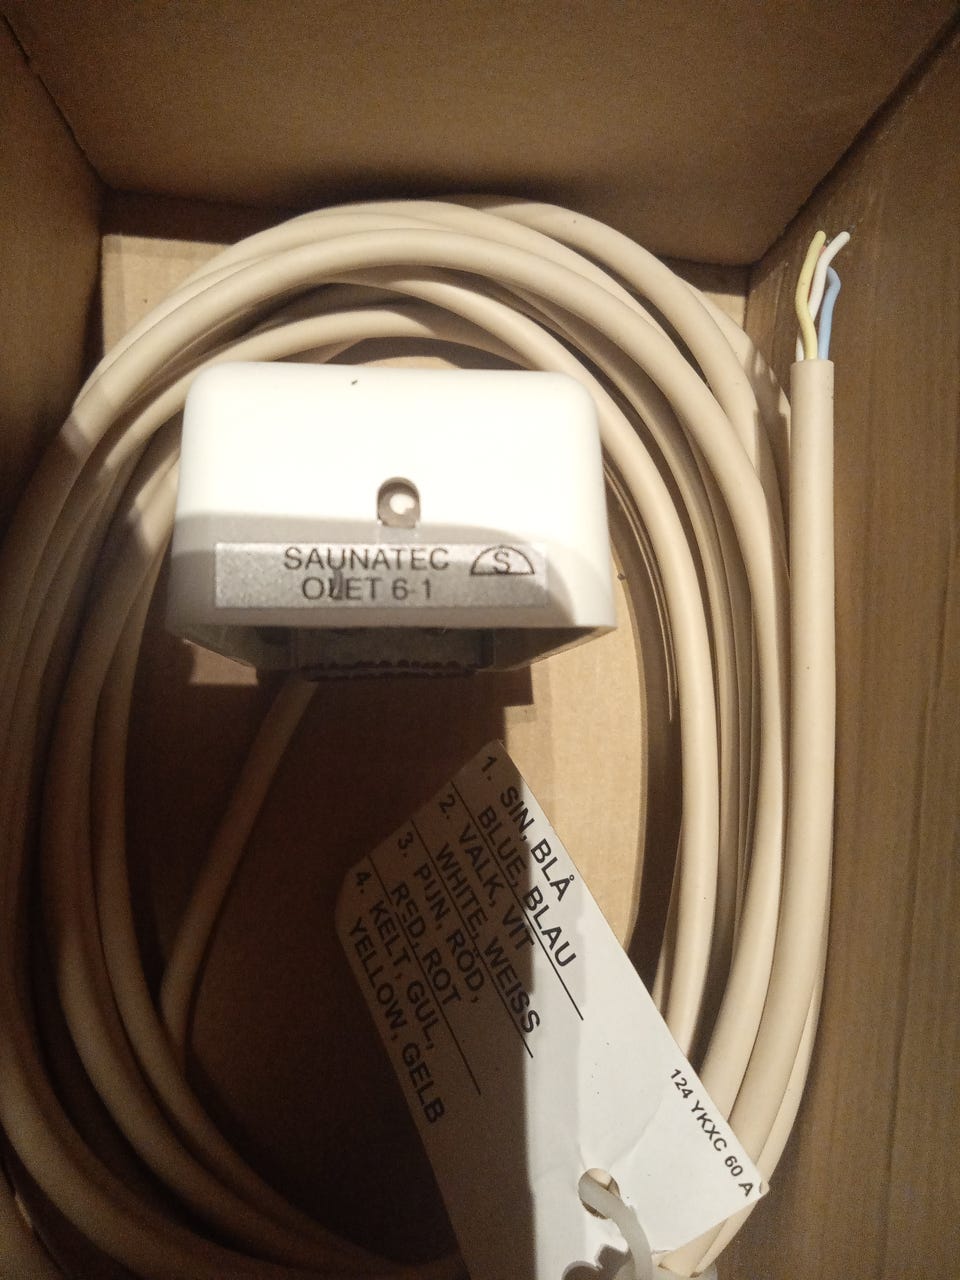 SAUNATEC S
OLET 6-1
1. SIN, BLÅ
BLUE, BLAU
2. VALK, VIT
WHITE, WEISS
3. PUN, RÖD,
RED, ROT
4. KELT, GUL,
YELLOW, GELB
124 YKXC 60 A